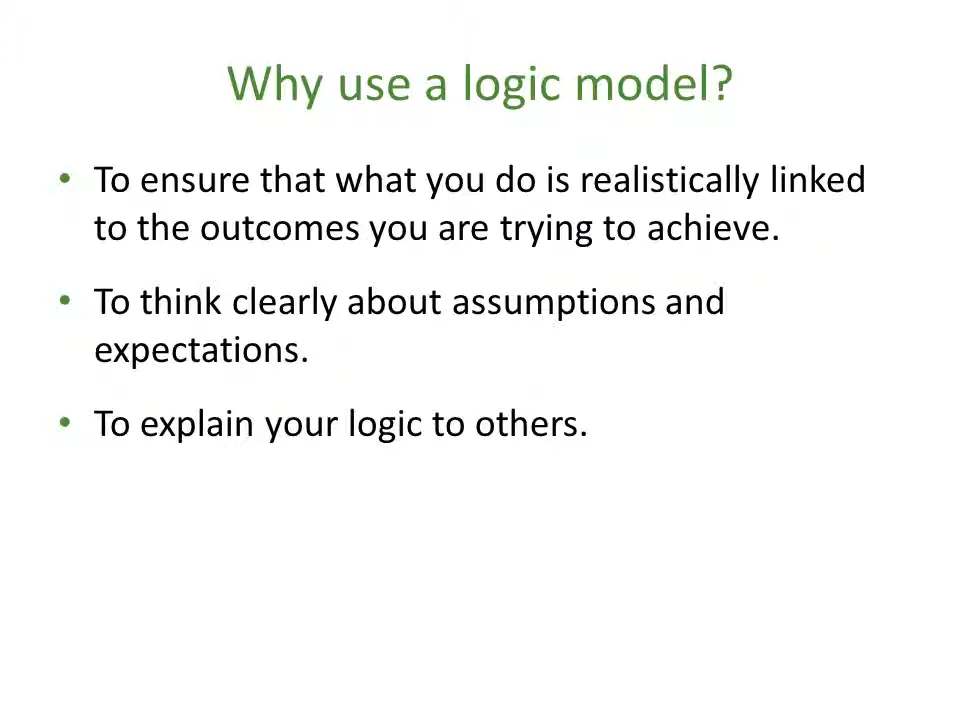 Why use a logic model?
• To ensure that what you do is realistically linked
to the outcomes you are trying to achieve.
• To think clearly about assumptions and
expectations.
• To explain your logic to others.